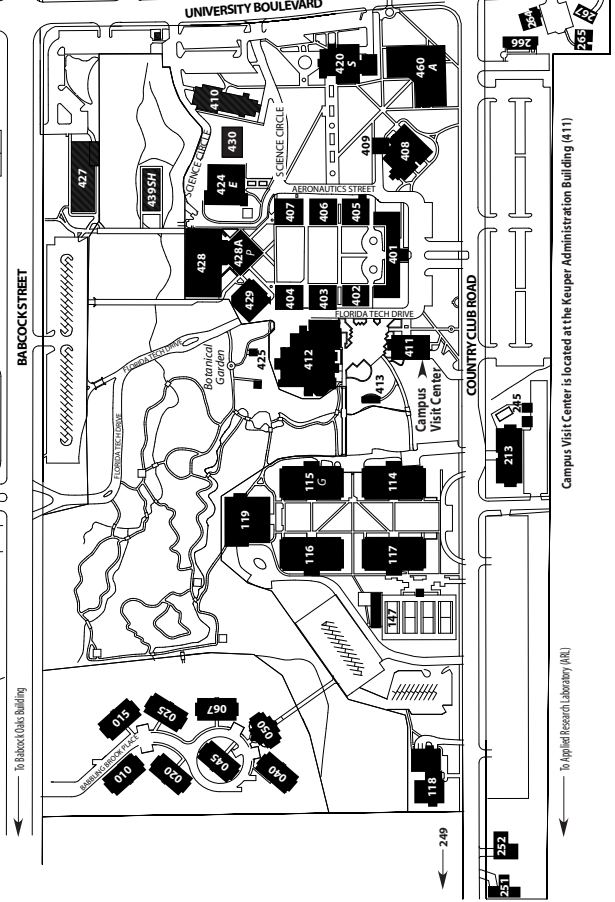 UNIVERSITY BOULEVARD
264
267
266
265
420
S
460
A
410
SCIENCE CIRCLE
SCIENCE CIRCLE
430
409
408
427
439SH
424
E
AERONAUTICS STREET
407
406
405
428
428A
P
401
429
404
403
402
FLORIDA TECH DRIVE
BABCOCK STREET
COUNTRY CLUB ROAD
FLORIDA TECH DRIVE
Botanical
Garden
425
412
411
413
Campus
Visit Center
245
213
FLORIDA TECH DRIVE
115
G
114
119
116
117
147
Campus Visit Center is located at the Keuper Administration Building (411)
To Babcock Oaks Building
To Applied Research Laboratory (ARL)
015
025
067
050
BABBLING BROOK PLACE
010
020
045
040
118
249
252
251